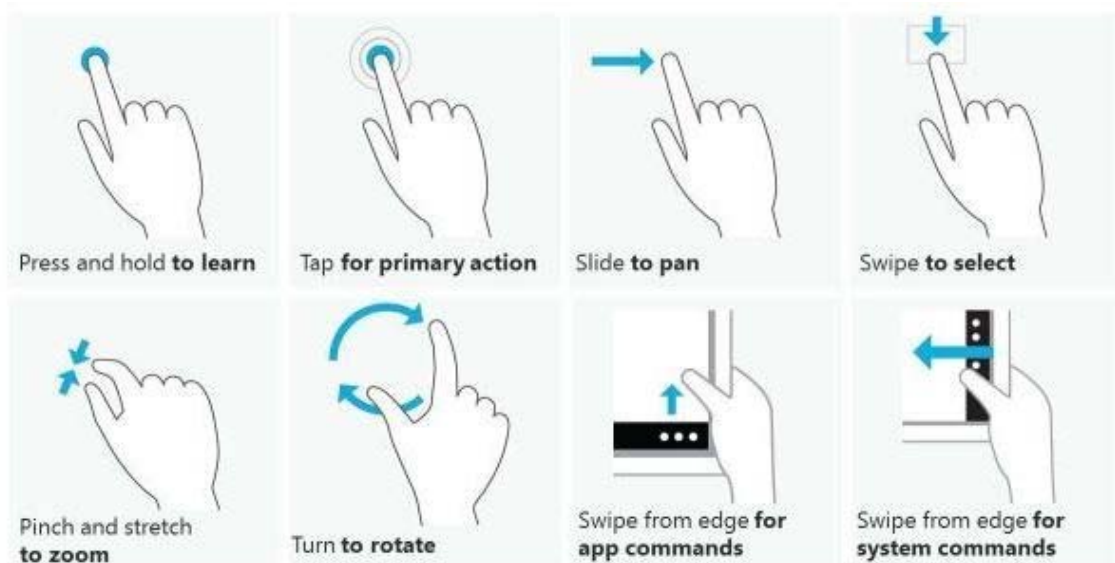 Press and hold to learn
Tap for primary action
Slide to pan
Swipe to select
Pinch and stretch
to zoom
Turn to rotate
Swipe from edge for
app commands
Swipe from edge for
system commands